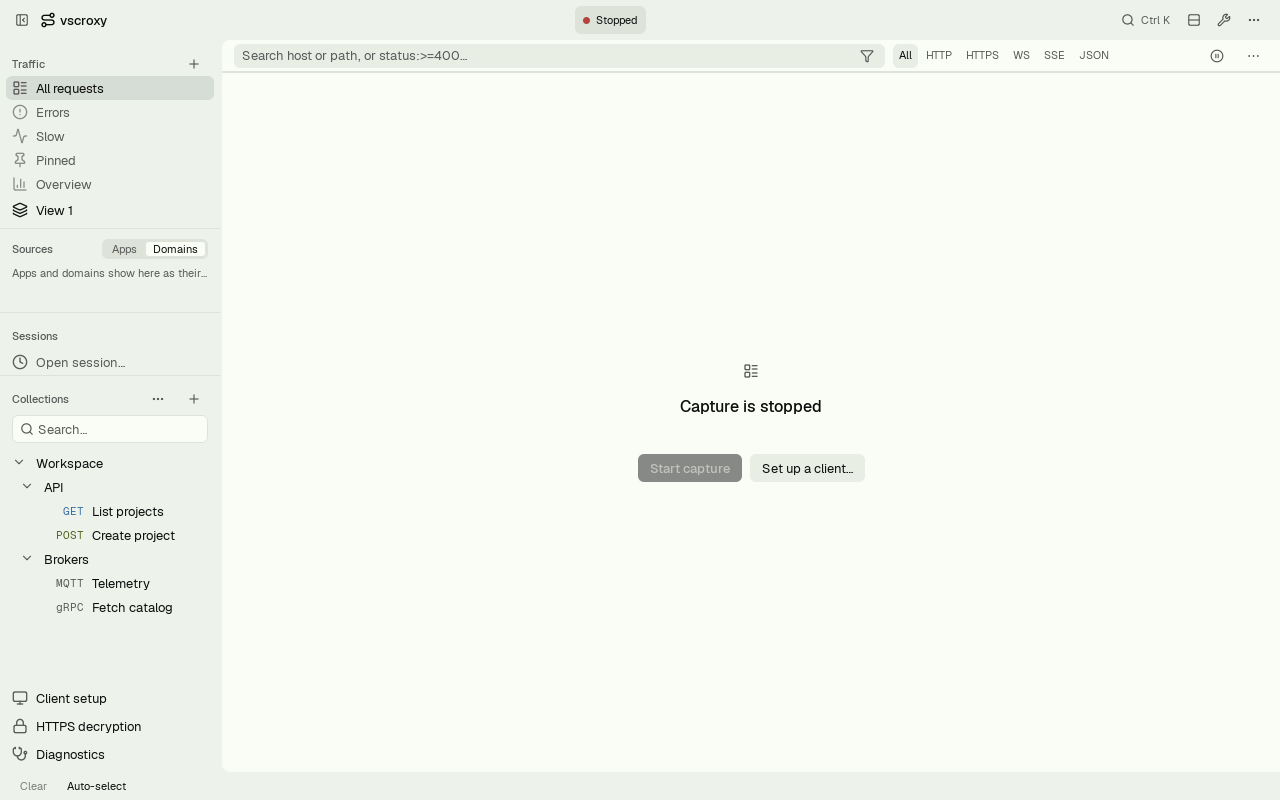 vscroxy
Stopped
Ctrl K
Traffic
All requests
Errors
Slow
Pinned
Overview
View 1
Sources
Apps
Domains
Apps and domains show here as their…
Sessions
Open session…
Collections
Search…
Workspace
API
GET List projects
POST Create project
Brokers
MQTT Telemetry
gRPC Fetch catalog
Client setup
HTTPS decryption
Diagnostics
Clear
Auto-select
Search host or path, or status:>=400…
All
HTTP
HTTPS
WS
SSE
JSON
Capture is stopped
Start capture
Set up a client…